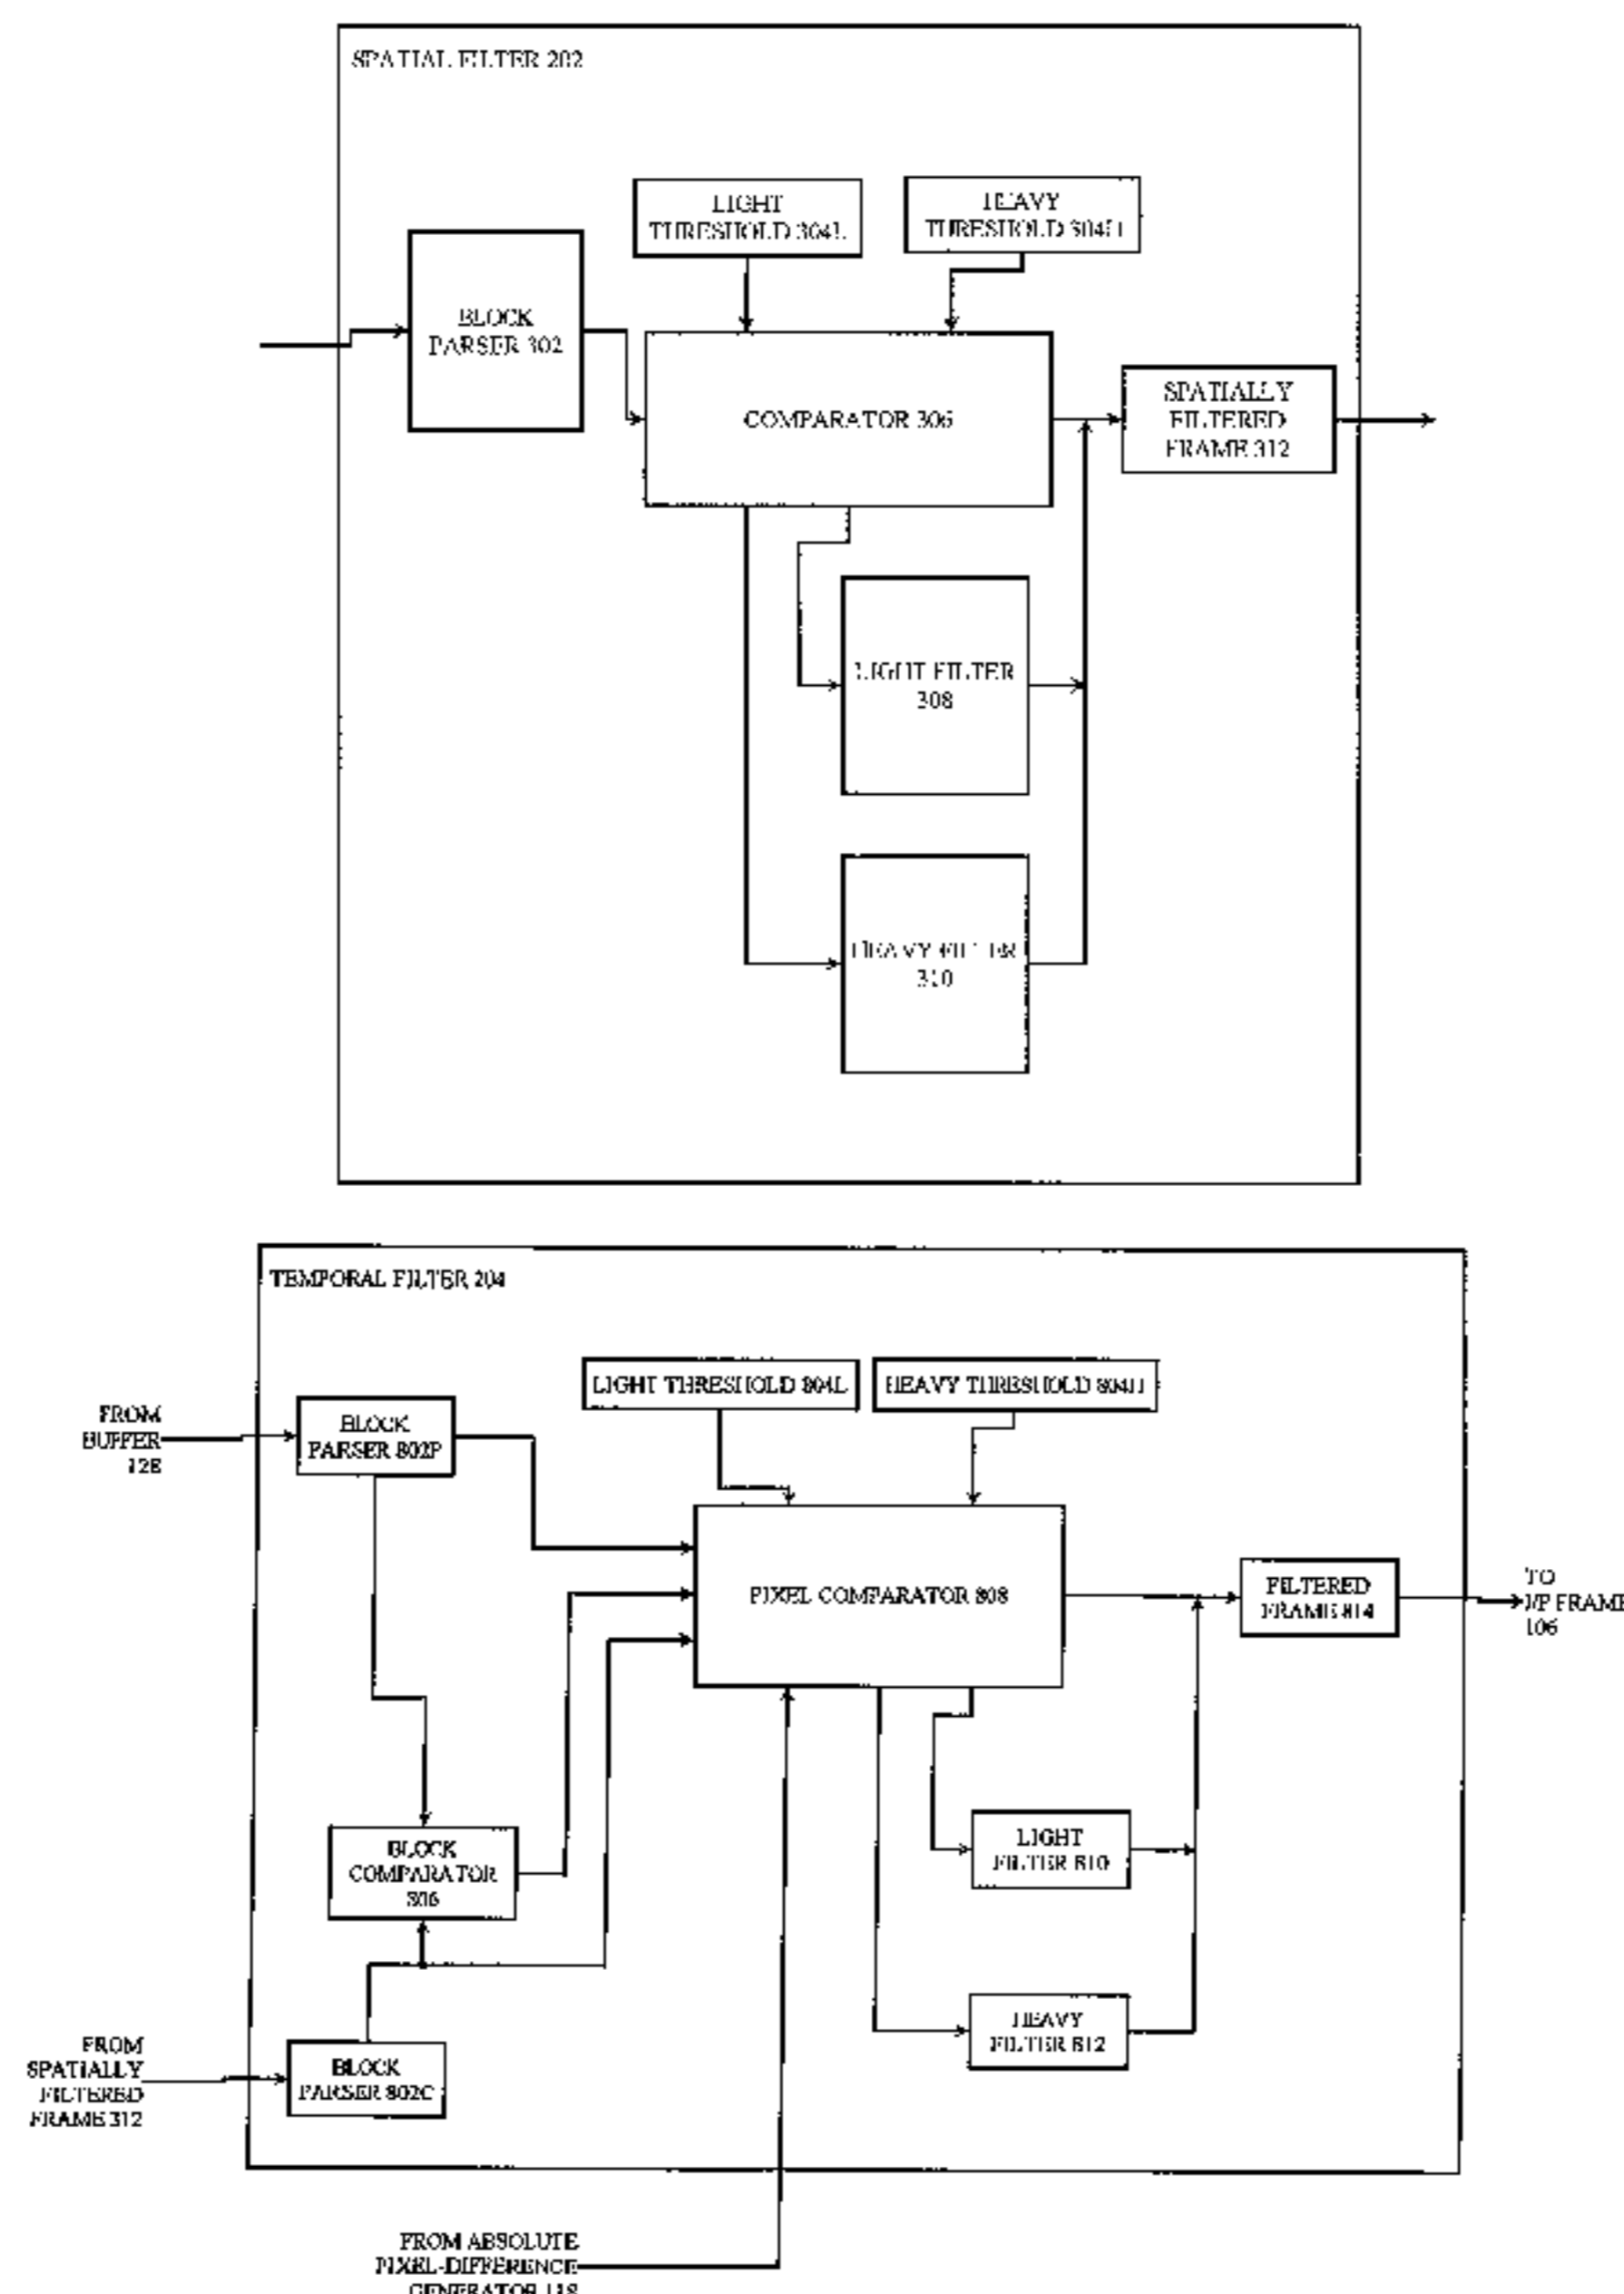 SPATIAL FILTER 202
LIGHT
THRESHOLD 304L
HEAVY
THRESHOLD 304H
BLOCK
PARSER 302
COMPARATOR 306
SPATIALLY
FILTERED
FRAME 312
LIGHT FILTER
308
HEAVY FILTER
310
TEMPORAL FILTER 204
LIGHT THRESHOLD 804L
HEAVY THRESHOLD 804H
FROM
BUFFER
128
BLOCK
PARSER 802P
PIXEL COMPARATOR 808
FILTERED
FRAME 814
TO
I/P FRAME
106
BLOCK
COMPARATOR
806
LIGHT
FILTER 810
HEAVY
FILTER 812
FROM
SPATIALLY
FILTERED
FRAME 312
BLOCK
PARSER 802C
FROM ABSOLUTE
PIXEL-DIFFERENCE
GENERATOR 118